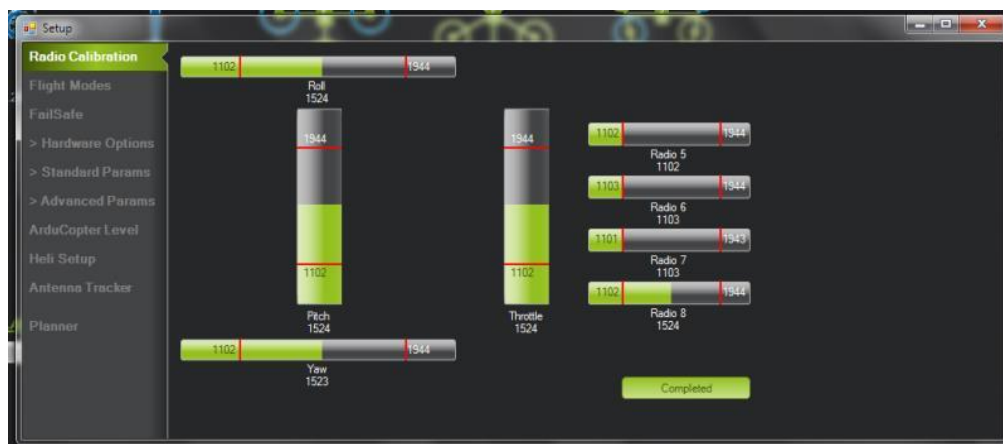 Setup
Radio Calibration
Flight Modes
FailSafe
> Hardware Options
> Standard Params
> Advanced Params
ArduCopter Level
Heli Setup
Antenna Tracker
Planner
1102 1944
Roll
1524
1944
1102
Pitch
1524
1944
1102
Throttle
1524
1102 1944
Radio 5
1102
1103 1944
Radio 6
1103
1101 1943
Radio 7
1103
1102 1944
Radio 8
1524
1102 1944
Yaw
1523
Completed